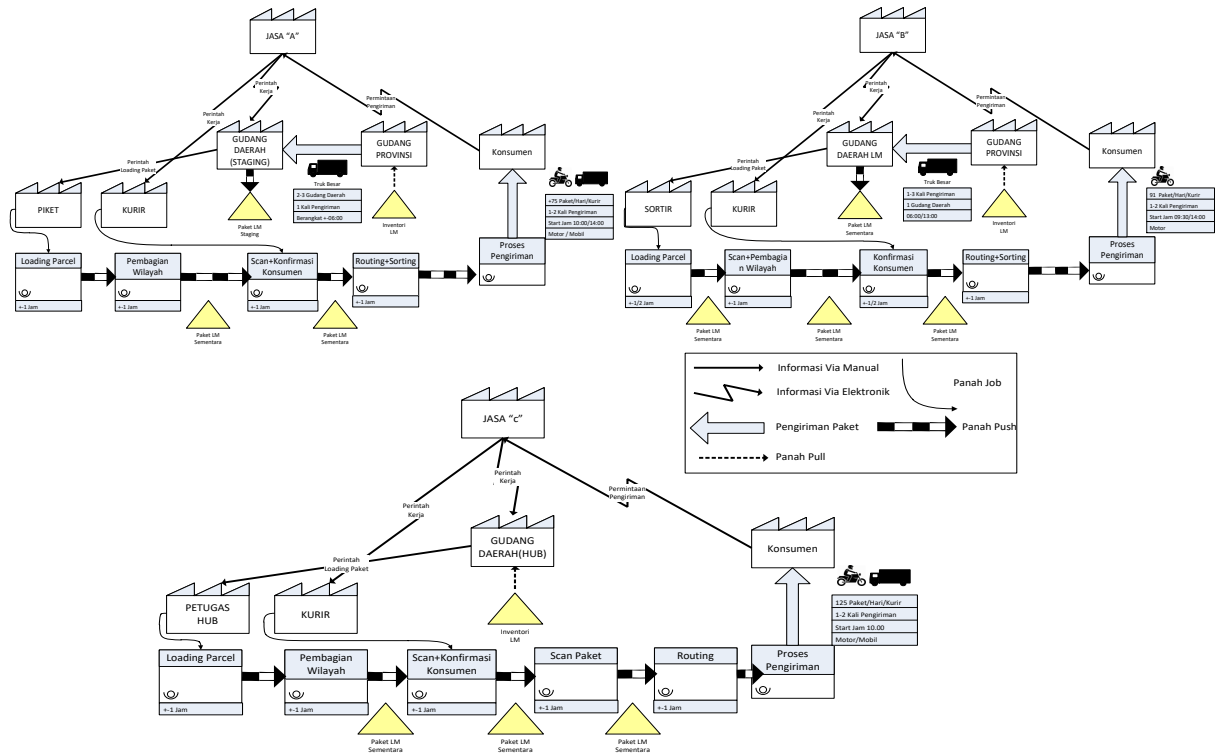 JASA "A"
Perintah
Kerja
Perintah
Kerja
Permintaan
Pengiriman
GUDANG
DAERAH
(STAGING)
GUDANG
PROVINSI
Konsumen
Perintah
Loading Paket
PIKET
KURIR
Truk Besar
2-3 Gudang Daerah
1 Kali Pengiriman
Berangkat +-06:00
Paket LM
Staging
Inventori
LM
+75 Paket/Hari/Kurir
1-2 Kali Pengiriman
Start Jam 10:00/14:00
Motor / Mobil
Loading Parcel
+-1 Jam
Pembagian
Wilayah
+-1 Jam
Scan+Konfirmasi
Konsumen
+-1 Jam
Routing+Sorting
+-1 Jam
Proses
Pengiriman
Paket LM
Sementara
Paket LM
Sementara
JASA "B"
Perintah
Kerja
Perintah
Kerja
Permintaan
Pengiriman
GUDANG
DAERAH LM
GUDANG
PROVINSI
Konsumen
Perintah
Loading Paket
SORTIR
KURIR
Truk Besar
1-3 Kali Pengiriman
1 Gudang Daerah
06:00/13:00
Paket LM
Sementara
Inventori
LM
91 Paket/Hari/Kurir
1-2 Kali Pengiriman
Start Jam 09:30/14:00
Motor
Loading Parcel
+-1/2 Jam
Scan+Pembagia
n Wilayah
+-1 Jam
Konfirmasi
Konsumen
+-1/2 Jam
Routing+Sorting
+-1 Jam
Proses
Pengiriman
Paket LM
Sementara
Paket LM
Sementara
Paket LM
Sementara
Informasi Via Manual
Informasi Via Elektronik
Panah Job
Pengiriman Paket
Panah Push
Panah Pull
JASA "c"
Perintah
Kerja
Perintah
Kerja
Permintaan
Pengiriman
GUDANG
DAERAH(HUB)
Konsumen
Perintah
Loading Paket
PETUGAS
HUB
KURIR
Inventori
LM
125 Paket/Hari/Kurir
1-2 Kali Pengiriman
Start Jam 10.00
Motor/Mobil
Loading Parcel
+-1 Jam
Pembagian
Wilayah
+-1 Jam
Scan+Konfirmasi
Konsumen
+-1 Jam
Scan Paket
+-1 Jam
Routing
+-1 Jam
Proses
Pengiriman
Paket LM
Sementara
Paket LM
Sementara
Paket LM
Sementara